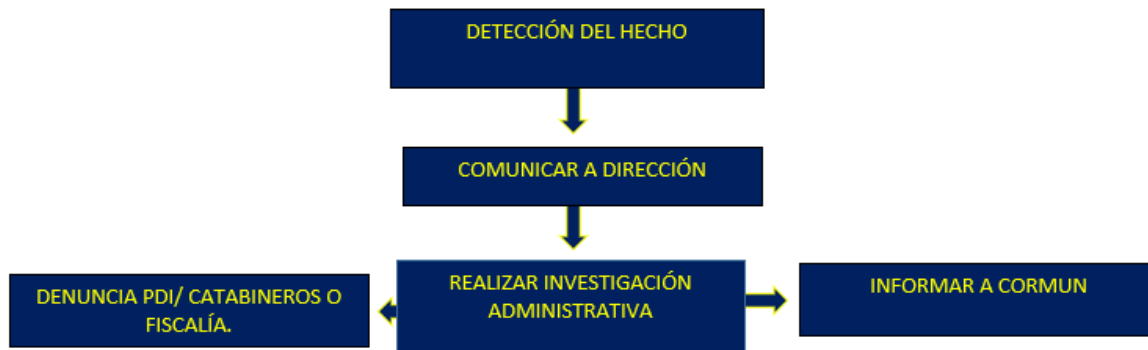 DETECCIÓN DEL HECHO
COMUNICAR A DIRECCIÓN
DENUNCIA PDI/ CATABINEROS O
FISCALÍA.
REALIZAR INVESTIGACIÓN
ADMINISTRATIVA
INFORMAR A CORMUN